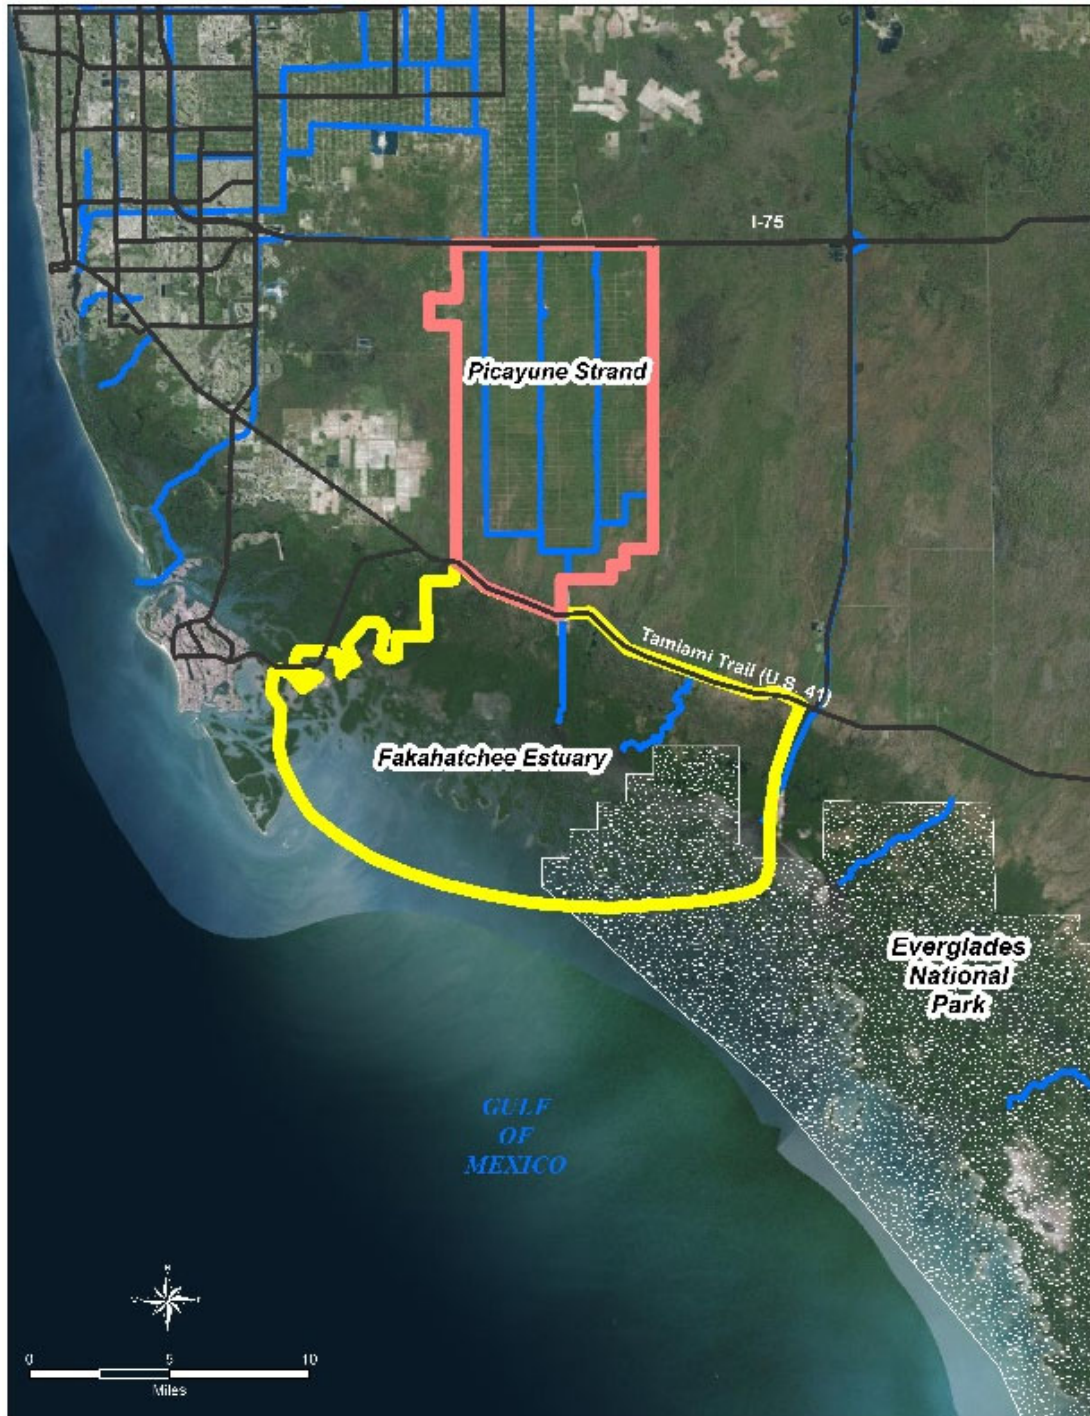 I-75
Picayune Strand
Tamiami Trail (U.S. 41)
Fakahatchee Estuary
Everglades
National
Park
GULF
OF
MEXICO
0 5 10
Miles